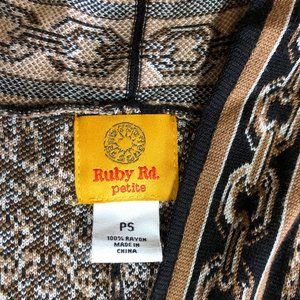 Ruby Rd.
petite
PS
100% RAYON
MADE IN
CHINA